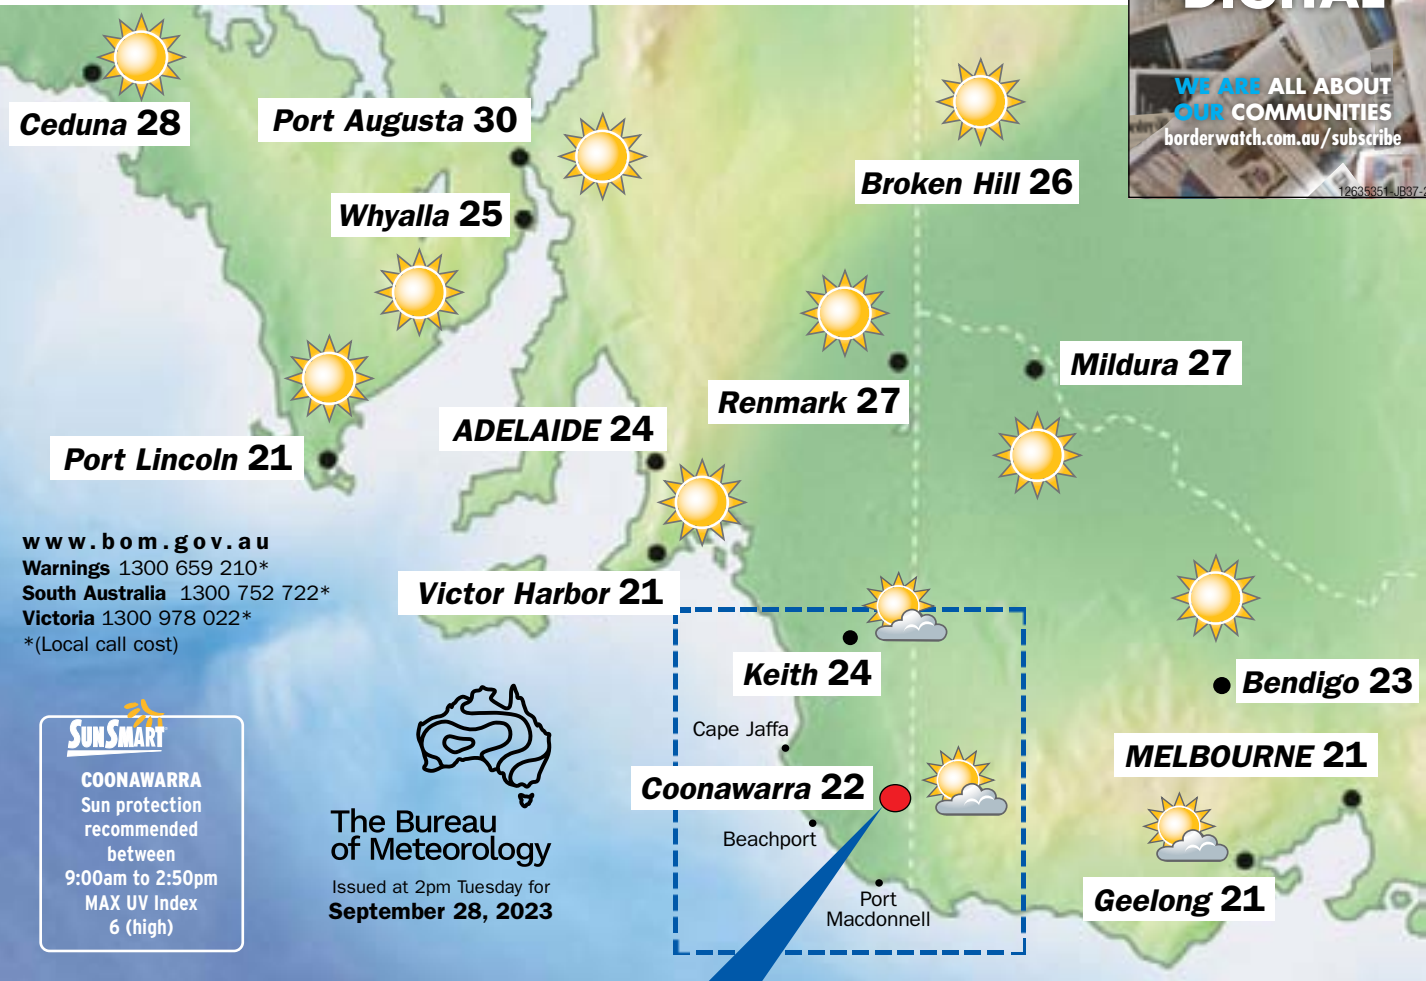 DIGITAL
WE ARE ALL ABOUT
OUR COMMUNITIES
borderwatch.com.au/subscribe
Ceduna 28
Port Augusta 30
Whyalla 25
Broken Hill 26
Renmark 27
Mildura 27
ADELAIDE 24
Port Lincoln 21
Victor Harbor 21
www.bom.gov.au
Warnings 1300 659 210*
South Australia 1300 752 722*
Victoria 1300 978 022*
*(Local call cost)
Keith 24
Bendigo 23
Cape Jaffa
MELBOURNE 21
Coonawarra 22
Beachport
Port
Macdonnell
Geelong 21
SUNSMART
COONAWARRA
Sun protection
recommended
between
9:00am to 2:50pm
MAX UV Index
6 (high)
The Bureau
of Meteorology
Issued at 2pm Tuesday for
September 28, 2023